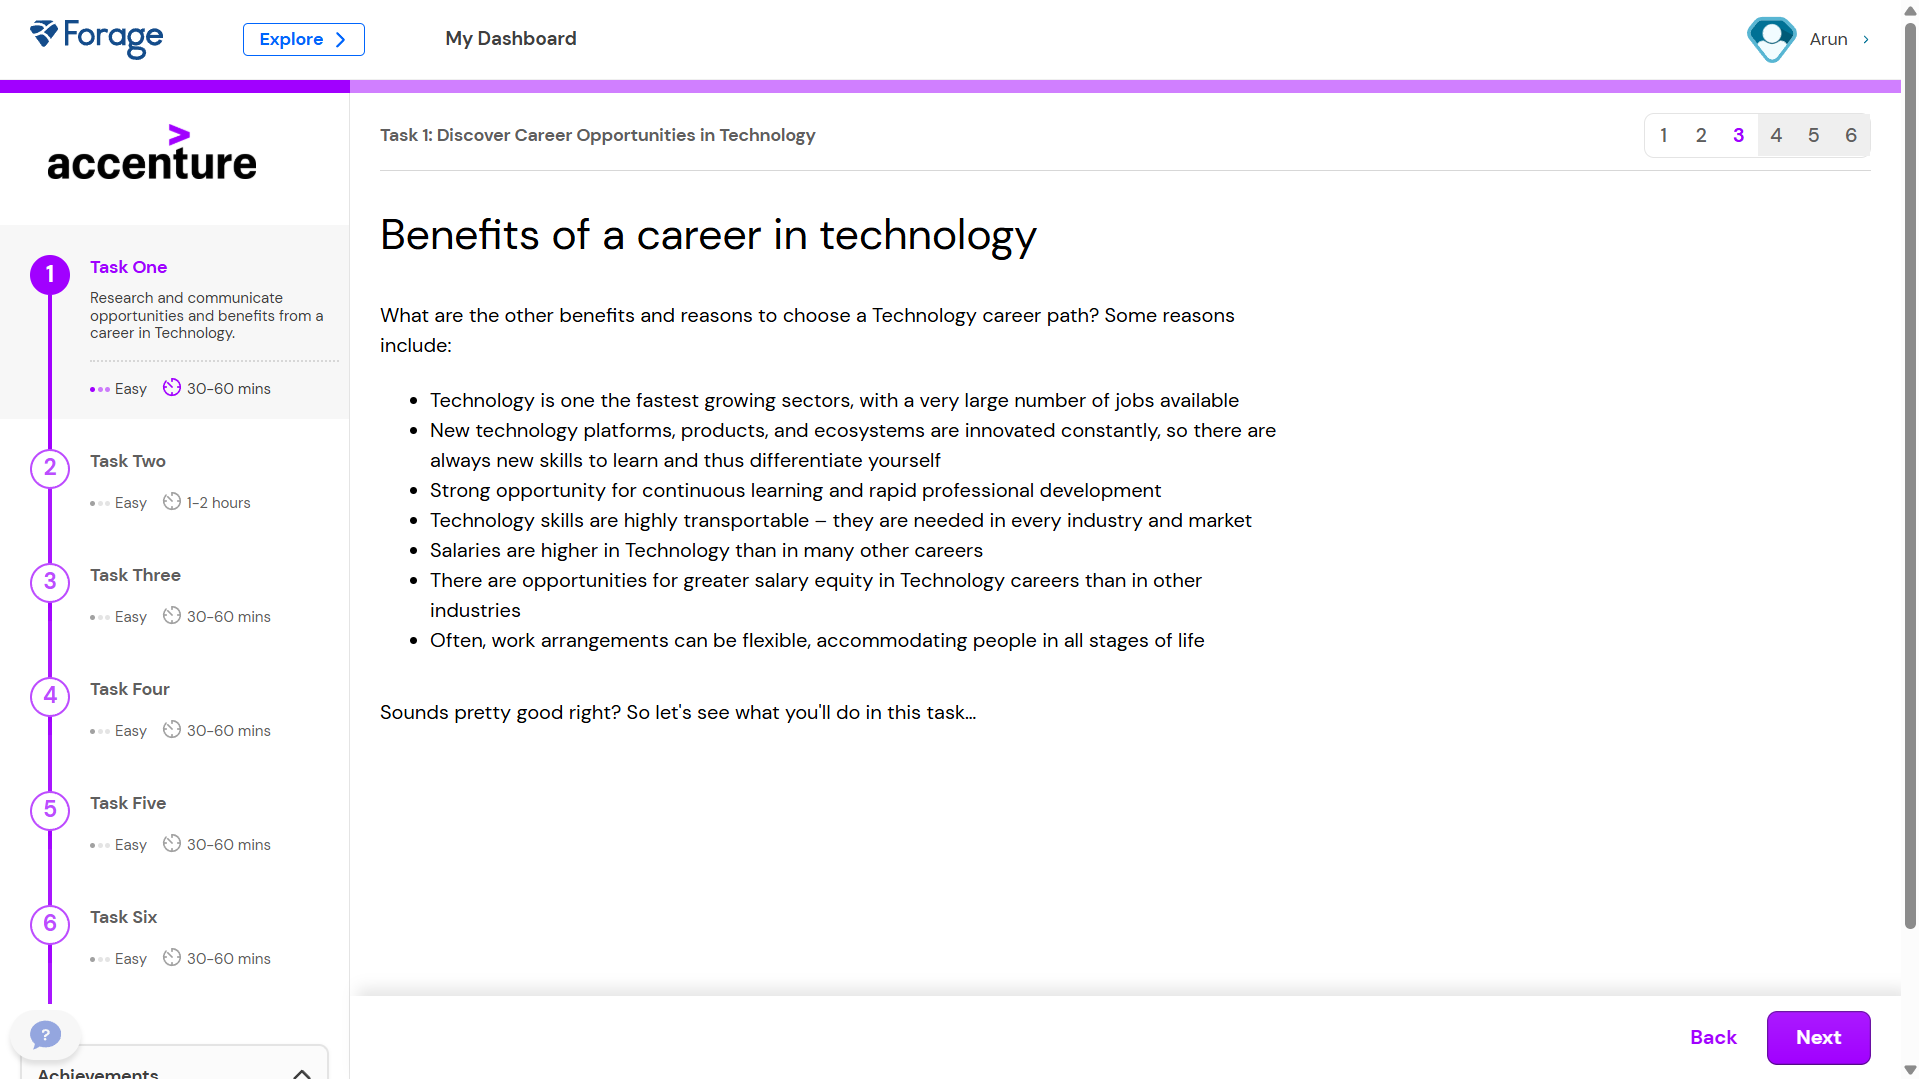 Forage
Explore
My Dashboard
Arun
accenture
1
Task One
Research and communicate
opportunities and benefits from a
career in Technology.
Easy 30-60 mins
2
Task Two
Easy 1-2 hours
3
Task Three
Easy 30-60 mins
4
Task Four
Easy 30-60 mins
5
Task Five
Easy 30-60 mins
6
Task Six
Easy 30-60 mins
?
Achievements
Task 1: Discover Career Opportunities in Technology
1 2 3 4 5 6
Benefits of a career in technology
What are the other benefits and reasons to choose a Technology career path? Some reasons
include:
• Technology is one the fastest growing sectors, with a very large number of jobs available
• New technology platforms, products, and ecosystems are innovated constantly, so there are
always new skills to learn and thus differentiate yourself
• Strong opportunity for continuous learning and rapid professional development
• Technology skills are highly transportable – they are needed in every industry and market
• Salaries are higher in Technology than in many other careers
• There are opportunities for greater salary equity in Technology careers than in other
industries
• Often, work arrangements can be flexible, accommodating people in all stages of life
Sounds pretty good right? So let's see what you'll do in this task...
Back
Next